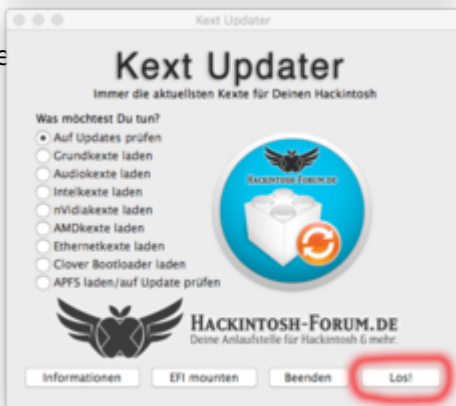 Kext Updater
e
Kext Updater
Immer die aktuellsten Kexte für Deinen Hackintosh
Was möchtest Du tun?
Auf Updates prüfen
Grundkexte laden
Audiokexte laden
Intelkexte laden
nVidiakexte laden
AMDkexte laden
Ethernetkexte laden
Clover Bootloader laden
APFS laden/auf Update prüfen
HACKINTOSH-FORUM.DE
HACKINTOSH-FORUM.DE
Deine Anlaufstelle für Hackintosh & mehr.
Informationen
EFI mounten
Beenden
Los!